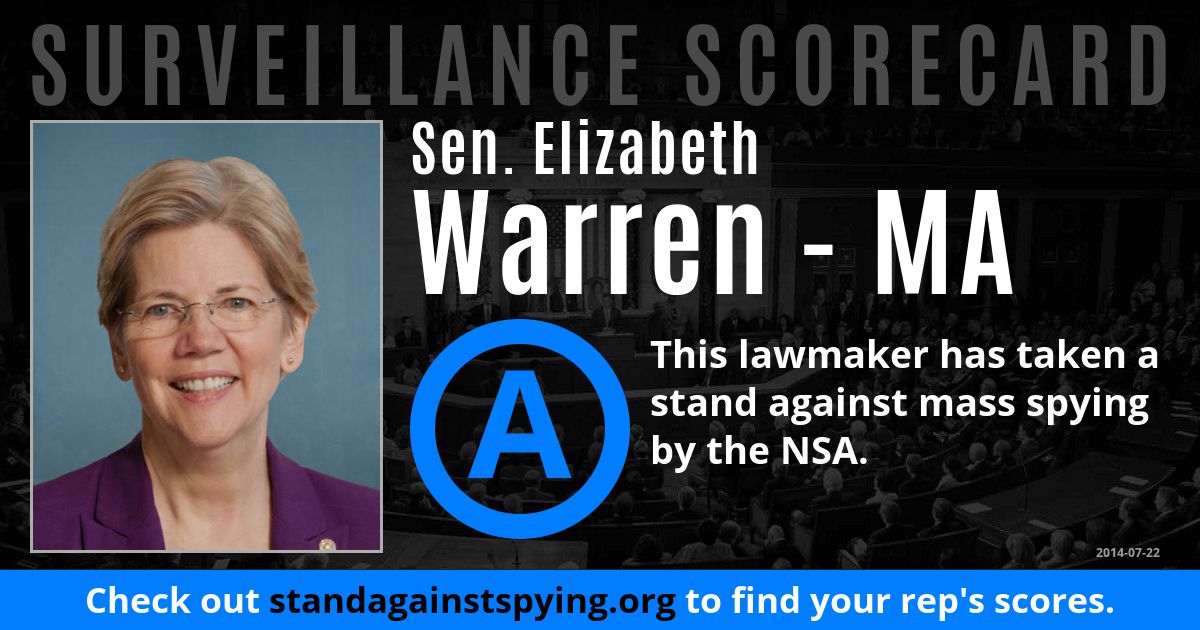 SURVEILLANCE SCORECARD
Sen. Elizabeth
Warren - MA
A
This lawmaker has taken a
stand against mass spying
by the NSA.
2014-07-22
Check out standagainstspying.org to find your rep's scores.